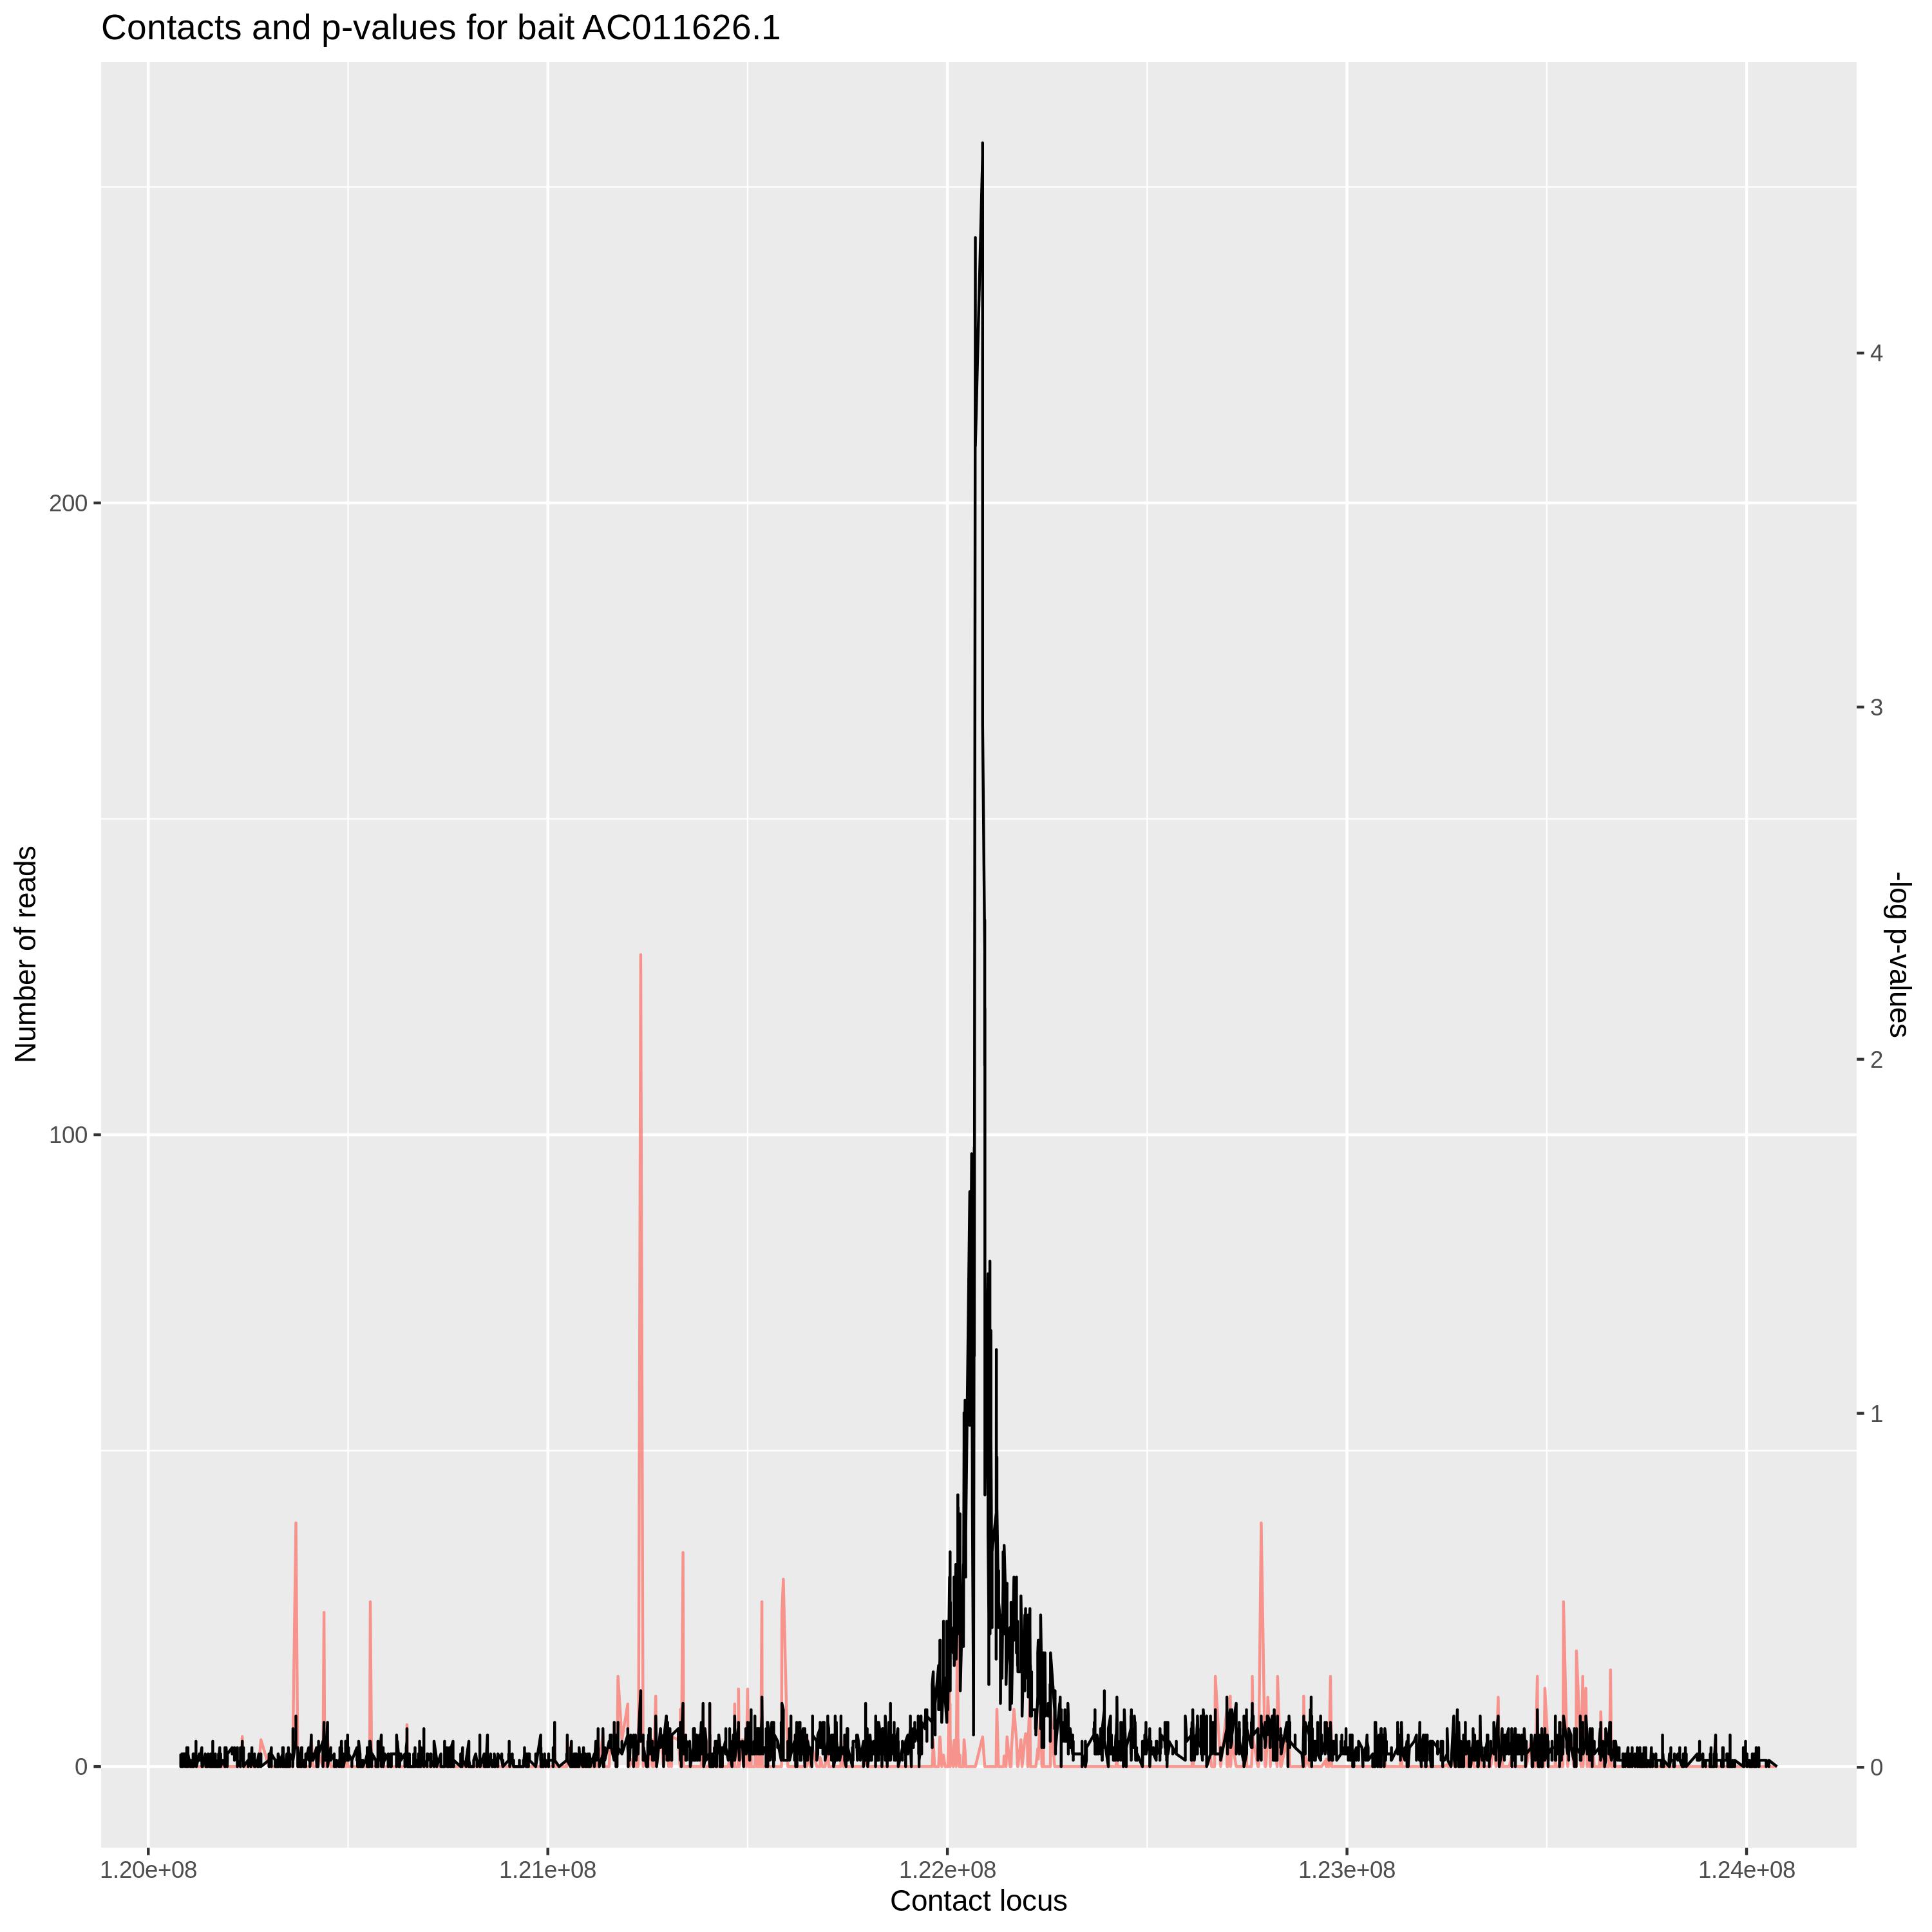 Contacts and p-values for bait AC011626.1
Number of reads
200
100
0
4
3
2
1
0
-log p-values
1.20e+08 1.21e+08 1.22e+08 1.23e+08 1.24e+08
Contact locus